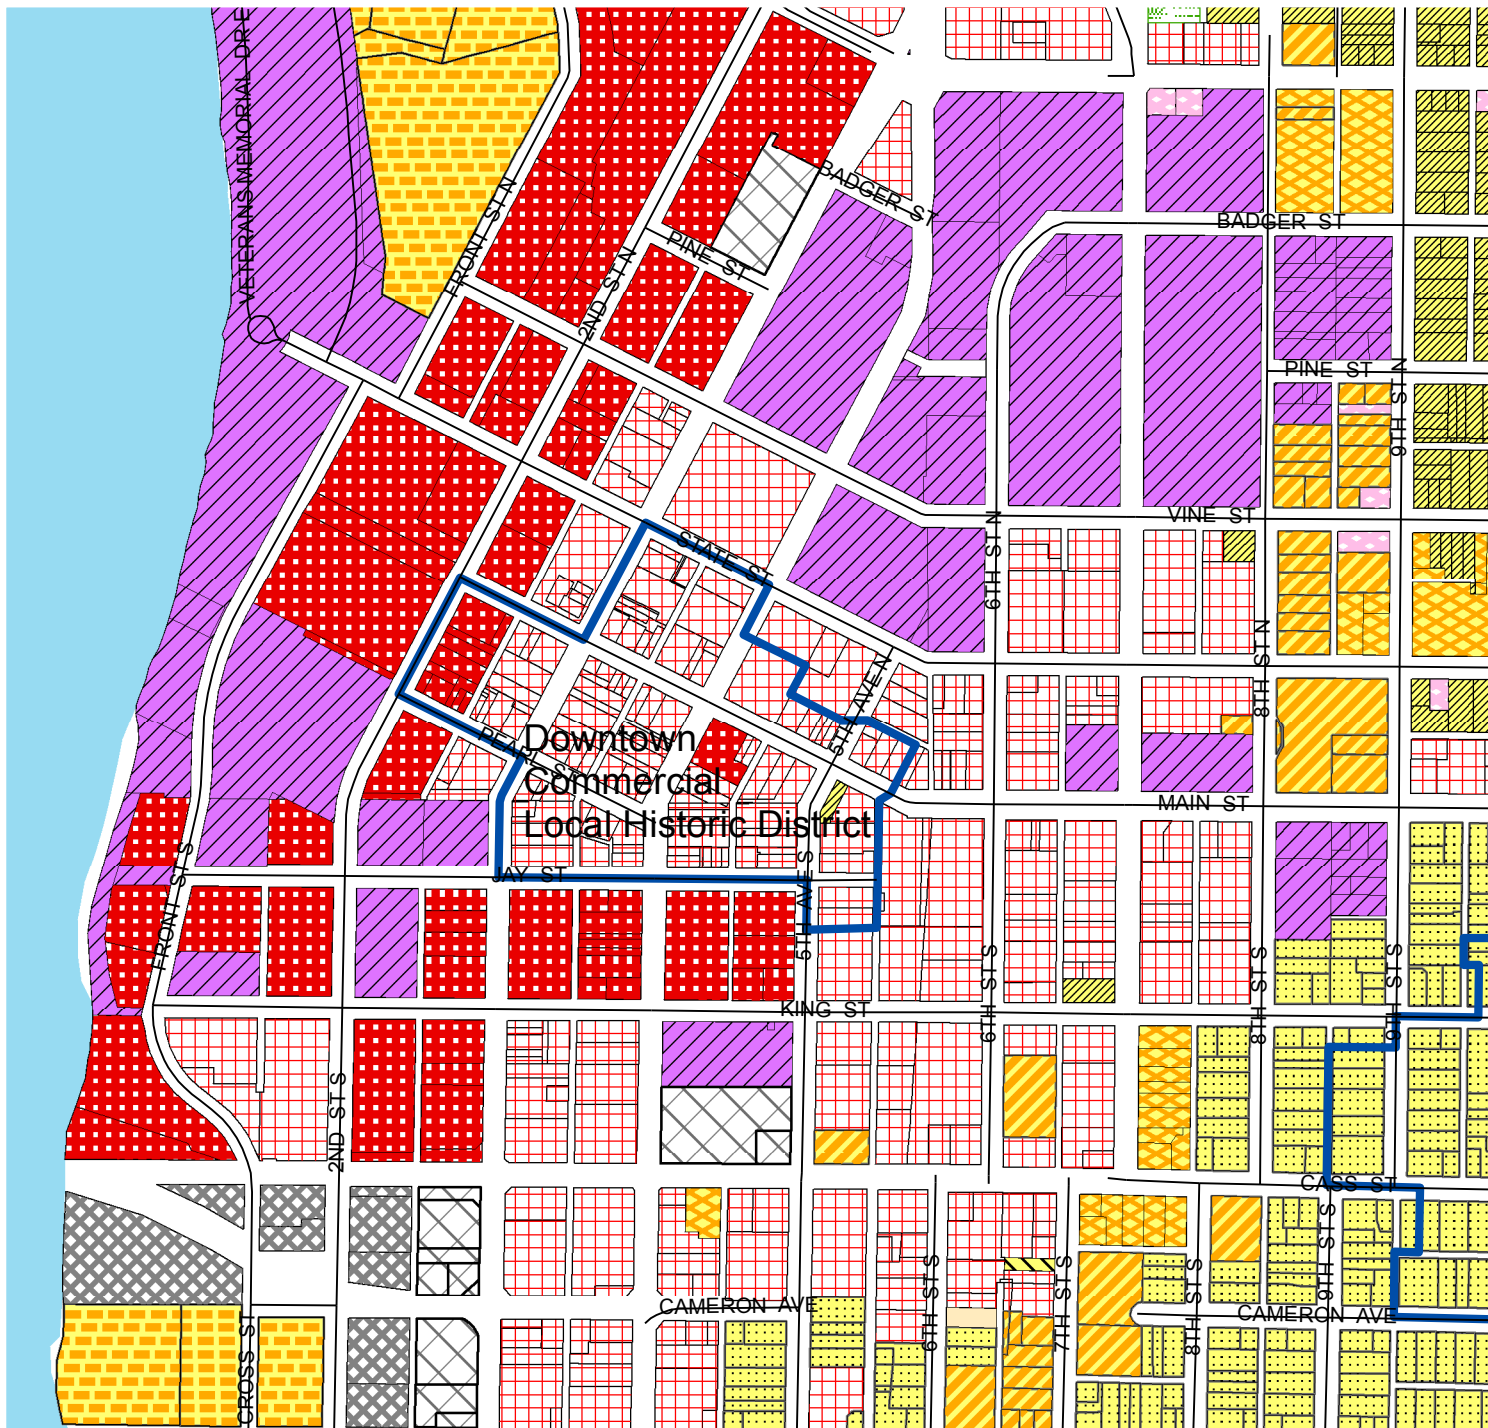 VETERANS MEMORIAL DR E
BADGER ST
FRONT ST N
PINE ST
BADGER ST
2ND ST N
PINE ST
9TH ST N
VINE ST
6TH ST N
STATE ST
8TH ST N
5TH AVE N
PEARL ST
Downtown
Commercial
Local Historic District
MAIN ST
FRONT ST S
JAY ST
5TH AVE S
6TH ST S
8TH ST S
9TH ST S
KING ST
2ND ST S
CASS ST
CROSS ST
CAMERON AVE
6TH ST S
7TH ST S
8TH ST S
9TH ST S
CAMERON AVE